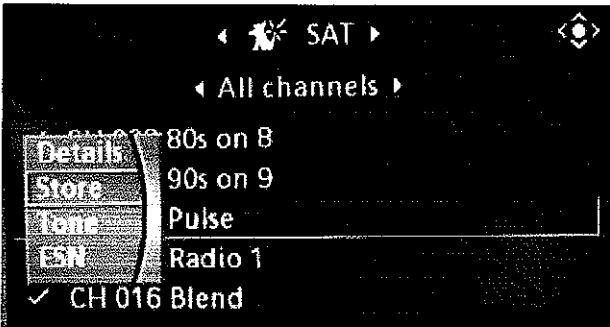 SAT
All channels
80s on 8
Details
90s on 9
Store
Pulse
Tone
Radio 1
ESN
✓ CH 016 Blend